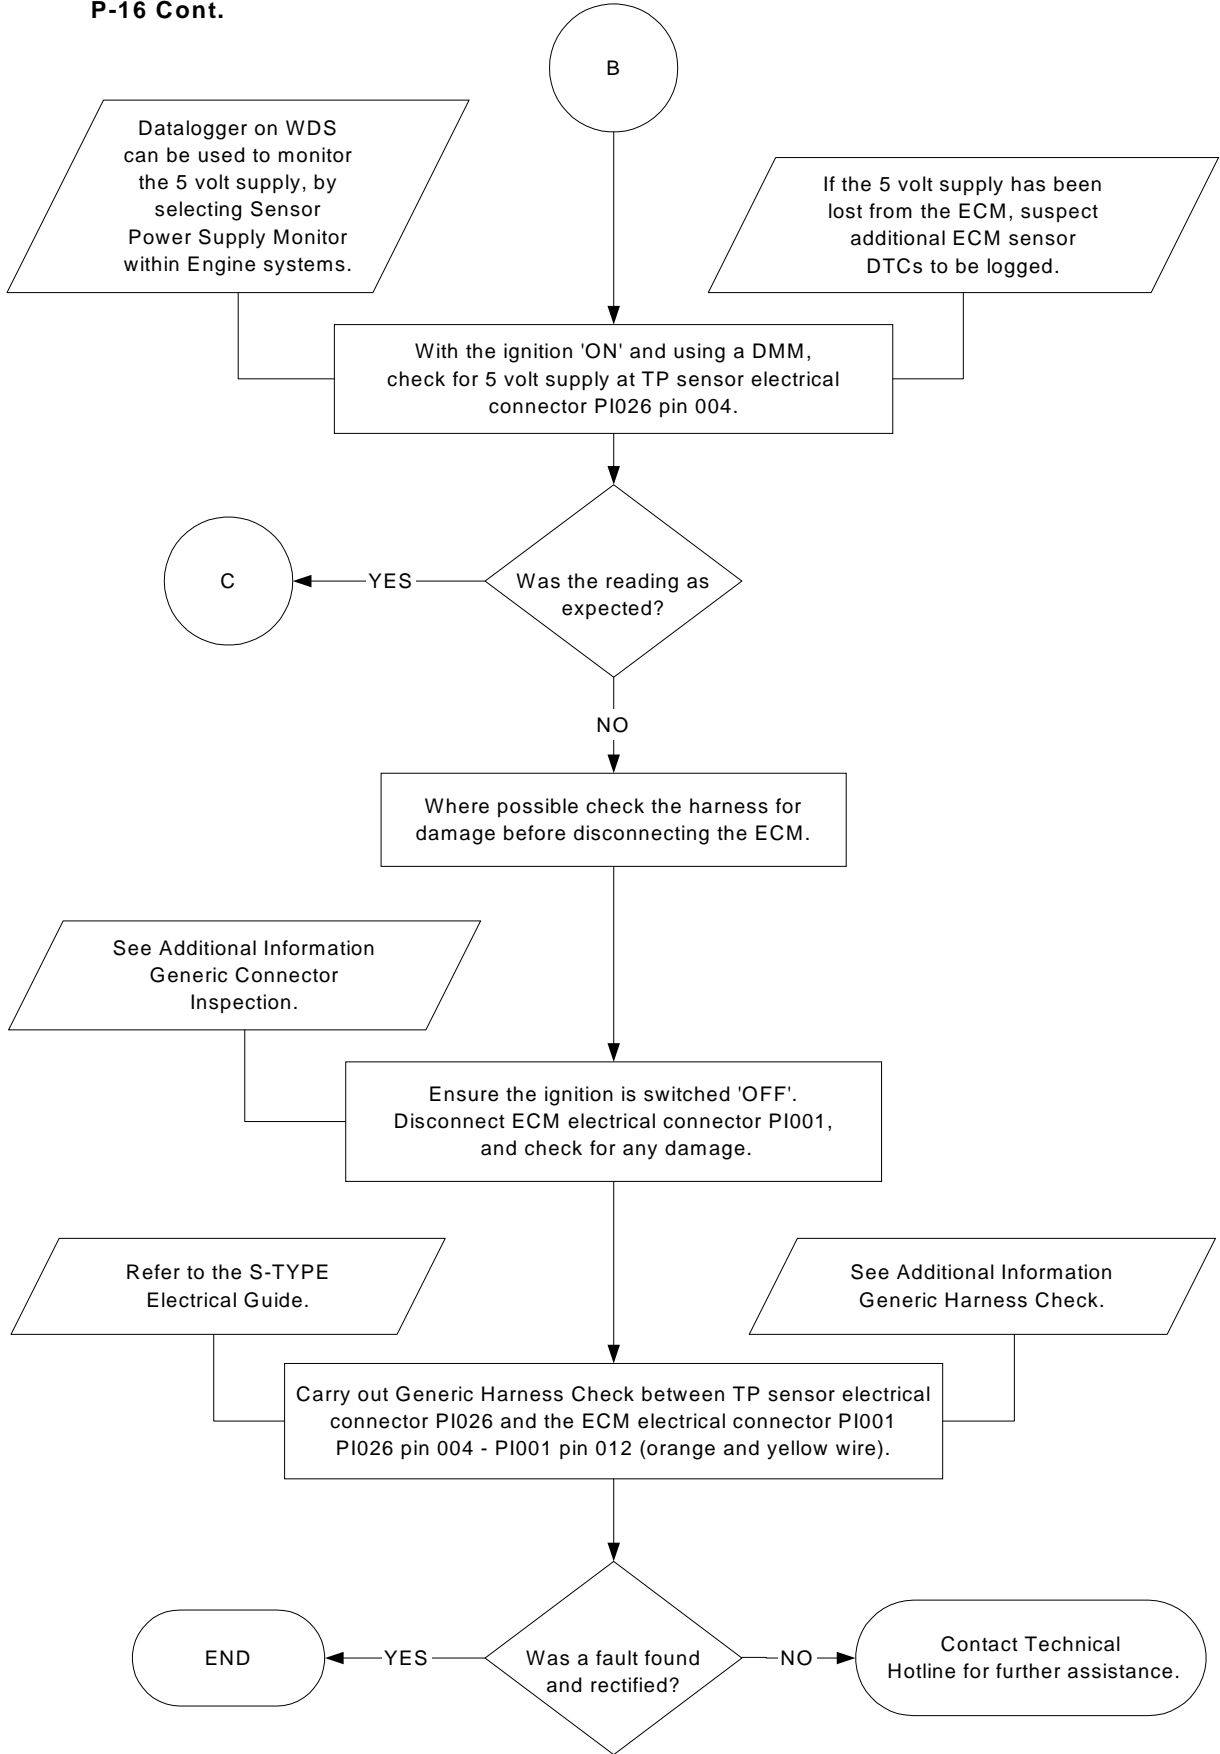 P-16 Cont.
B
Datalogger on WDS
can be used to monitor
the 5 volt supply, by
selecting Sensor
Power Supply Monitor
within Engine systems.
If the 5 volt supply has been
lost from the ECM, suspect
additional ECM sensor
DTCs to be logged.
With the ignition 'ON' and using a DMM,
check for 5 volt supply at TP sensor electrical
connector PI026 pin 004.
C
YES
Was the reading as
expected?
NO
Where possible check the harness for
damage before disconnecting the ECM.
See Additional Information
Generic Connector
Inspection.
Ensure the ignition is switched 'OFF'.
Disconnect ECM electrical connector PI001,
and check for any damage.
Refer to the S-TYPE
Electrical Guide.
See Additional Information
Generic Harness Check.
Carry out Generic Harness Check between TP sensor electrical
connector PI026 and the ECM electrical connector PI001
PI026 pin 004 - PI001 pin 012 (orange and yellow wire).
END
YES
Was a fault found
and rectified?
NO
Contact Technical
Hotline for further assistance.